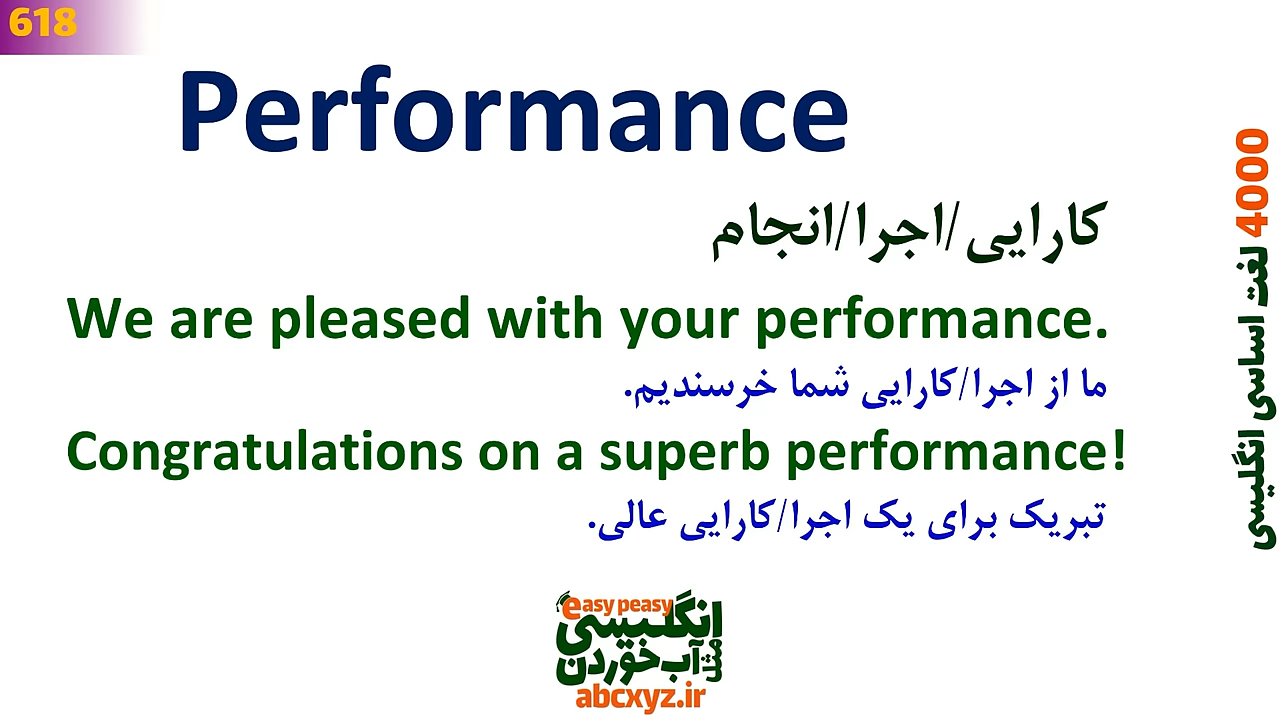 618
Performance
کارایی/اجرا/انجام
We are pleased with your performance.
ما از اجرا/کارایی شما خرسندیم.
Congratulations on a superb performance!
تبریک برای یک اجرا/کارایی عالی.
4000 لغت اساسی انگلیسی
easy peasy
انگلیسی
مثل آب خوردن
abcxyz.ir